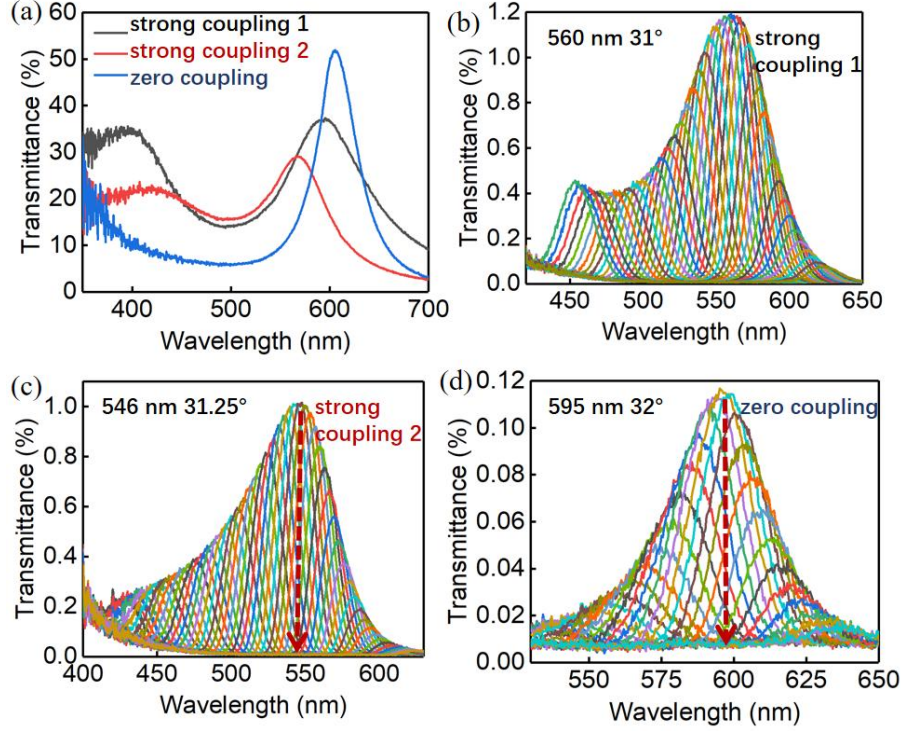 (a)
strong coupling 1
strong coupling 2
zero coupling
60
50
40
30
20
10
0
Transmittance (%)
400 500 600 700
Wavelength (nm)
(b)
560 nm 31°
strong
coupling 1
1.2
1.0
0.8
0.6
0.4
0.2
0.0
Transmittance (%)
450 500 550 600 650
Wavelength (nm)
(c)
546 nm 31.25°
strong
coupling 2
1.0
0.8
0.6
0.4
0.2
0.0
Transmittance (%)
400 450 500 550 600
Wavelength (nm)
(d)
595 nm 32°
zero coupling
0.12
0.10
0.08
0.06
0.04
0.02
0.00
Transmittance (%)
550 575 600 625 650
Wavelength (nm)